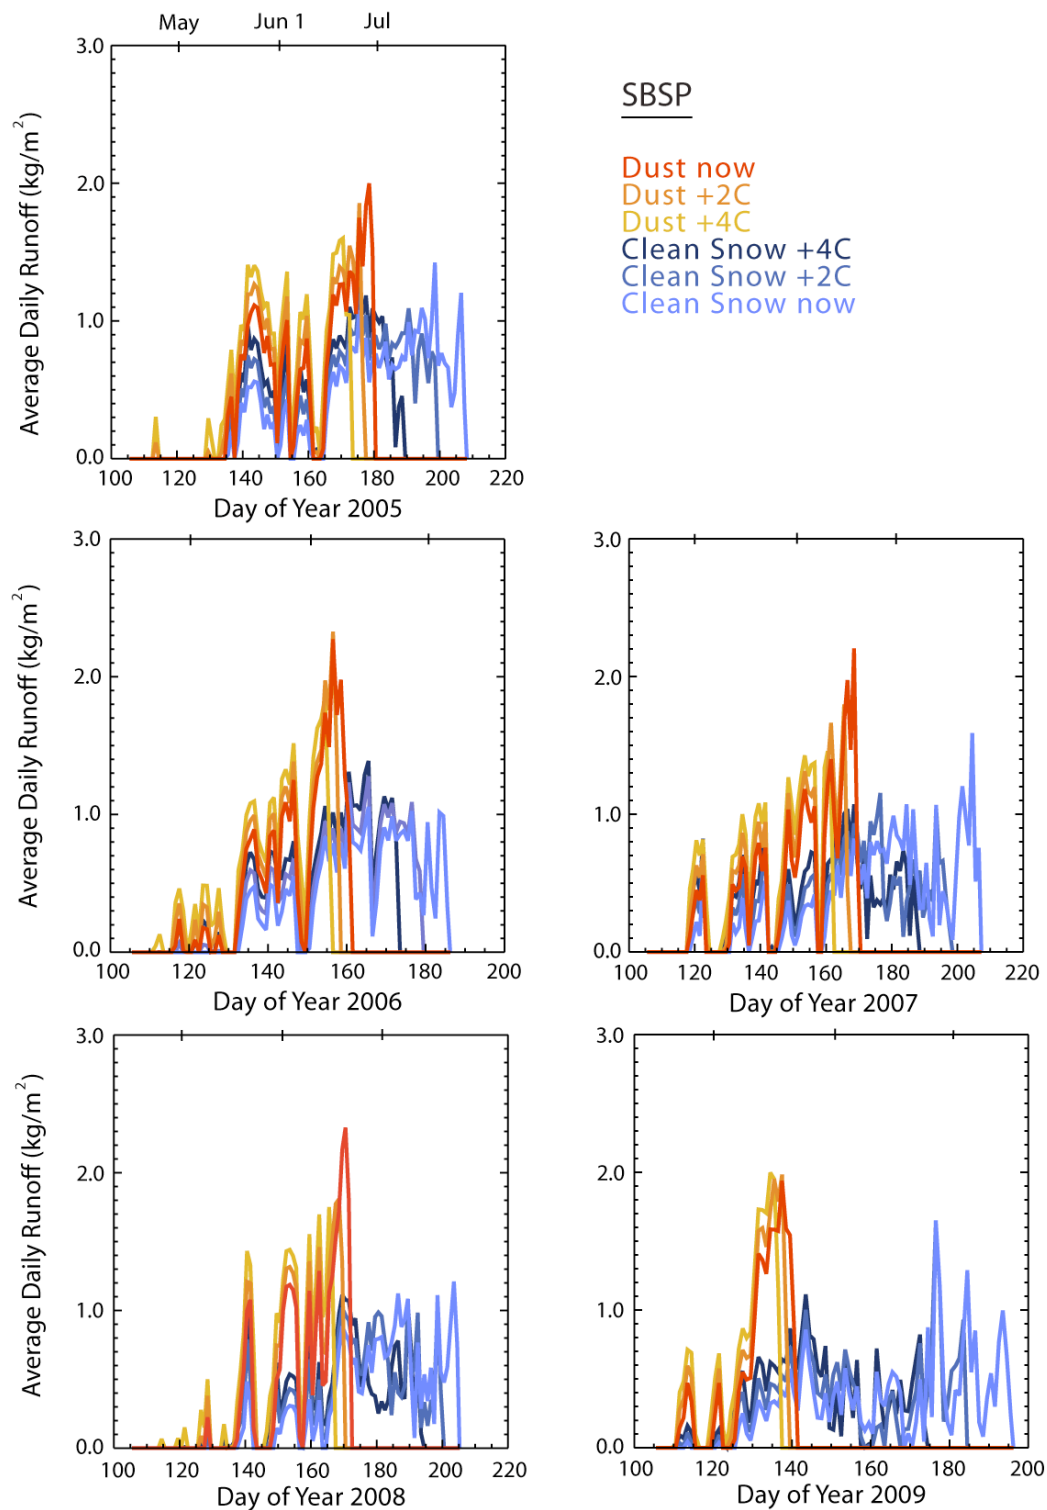 May Jun 1 Jul
3.0
2.0
1.0
0.0
Average Daily Runoff (kg/m²)
100 120 140 160 180 200 220
Day of Year 2005
SBSP
Dust now
Dust +2C
Dust +4C
Clean Snow +4C
Clean Snow +2C
Clean Snow now
3.0
2.0
1.0
0.0
Average Daily Runoff (kg/m²)
100 120 140 160 180 200
Day of Year 2006
3.0
2.0
1.0
0.0
100 120 140 160 180 200 220
Day of Year 2007
3.0
2.0
1.0
0.0
Average Daily Runoff (kg/m²)
100 120 140 160 180 200 220
Day of Year 2008
3.0
2.0
1.0
0.0
100 120 140 160 180 200
Day of Year 2009